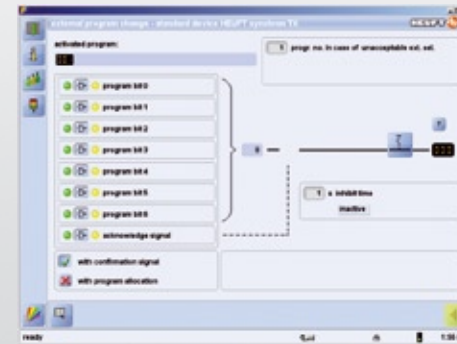 external program change - standard device HEUFT synchron TX
HEUFT
activated program:
1 progr. no. in case of unacceptable ext. sel.
program bit 0
program bit 1
program bit 2
program bit 3
0
program bit 4
program bit 5
1 s inhibit time
program bit 6
inactive
acknowledge signal
with confirmation signal
with program allocation
ready